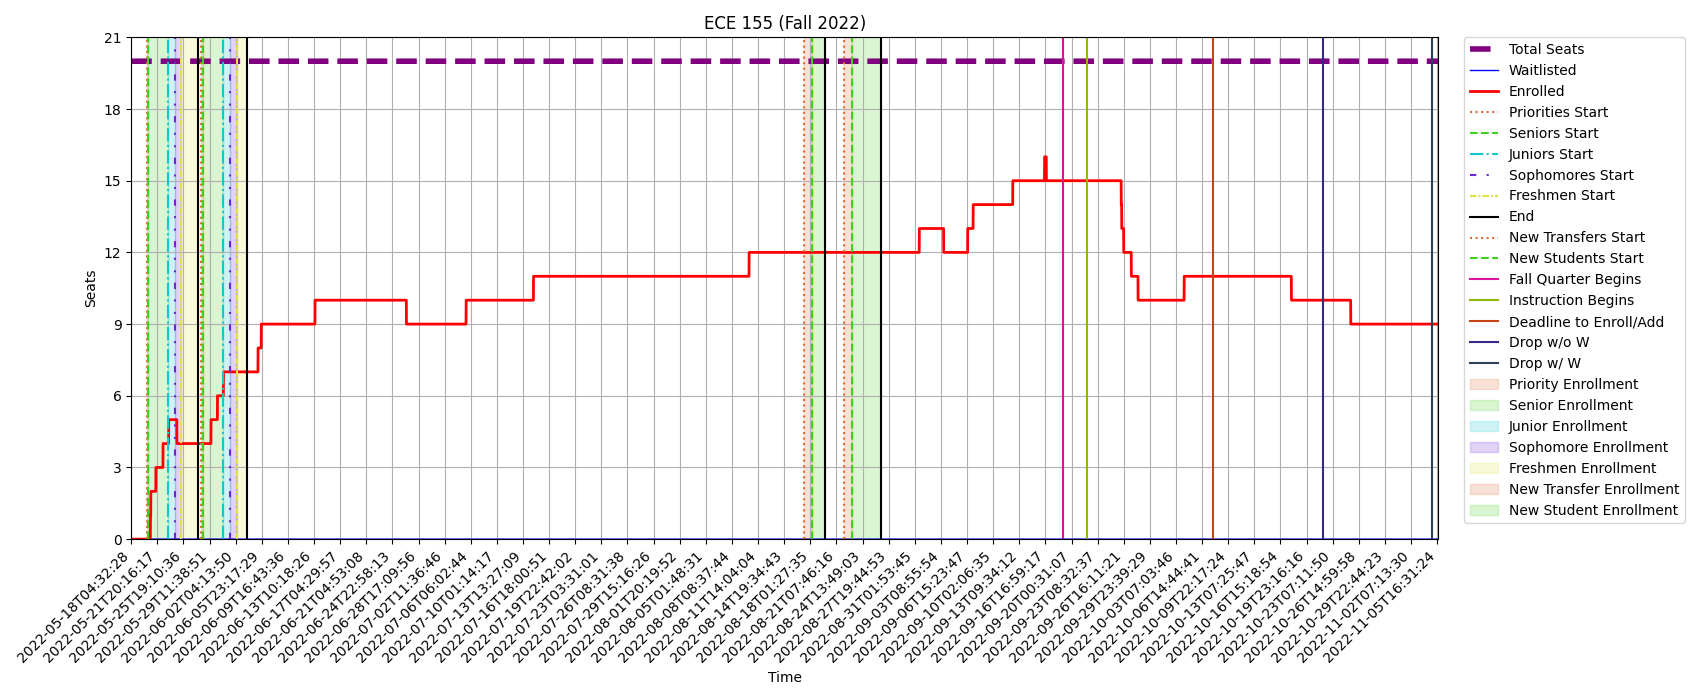 ECE 155 (Fall 2022)
21
18
15
12
9
6
3
0
Seats
2022-05-18T04:32:28
2022-05-21T20:16:17
2022-05-25T19:10:36
2022-05-29T11:38:51
2022-06-02T04:13:50
2022-06-05T23:17:29
2022-06-09T16:43:36
2022-06-13T10:18:26
2022-06-17T04:29:57
2022-06-21T04:53:08
2022-06-24T22:58:13
2022-06-28T17:09:56
2022-07-02T11:36:46
2022-07-06T06:02:44
2022-07-10T01:14:17
2022-07-13T13:27:09
2022-07-16T18:00:51
2022-07-19T22:42:02
2022-07-23T03:31:01
2022-07-26T08:31:38
2022-07-29T15:16:26
2022-08-01T20:19:52
2022-08-05T01:48:31
2022-08-08T08:37:44
2022-08-11T14:04:04
2022-08-14T19:34:43
2022-08-18T01:27:35
2022-08-21T07:46:16
2022-08-24T13:49:03
2022-08-27T19:44:53
2022-08-31T01:53:45
2022-09-03T08:55:54
2022-09-06T15:23:47
2022-09-10T02:06:35
2022-09-13T09:34:12
2022-09-16T16:59:17
2022-09-20T00:31:07
2022-09-23T08:32:37
2022-09-26T16:11:21
2022-09-29T23:39:29
2022-10-03T07:03:46
2022-10-06T14:44:41
2022-10-09T22:17:24
2022-10-13T07:25:47
2022-10-16T15:18:54
2022-10-19T23:16:16
2022-10-23T07:11:50
2022-10-26T14:59:58
2022-10-29T22:44:23
2022-11-02T07:13:30
2022-11-05T16:31:24
Time
Total Seats
Waitlisted
Enrolled
Priorities Start
Seniors Start
Juniors Start
Sophomores Start
Freshmen Start
End
New Transfers Start
New Students Start
Fall Quarter Begins
Instruction Begins
Deadline to Enroll/Add
Drop w/o W
Drop w/ W
Priority Enrollment
Senior Enrollment
Junior Enrollment
Sophomore Enrollment
Freshmen Enrollment
New Transfer Enrollment
New Student Enrollment